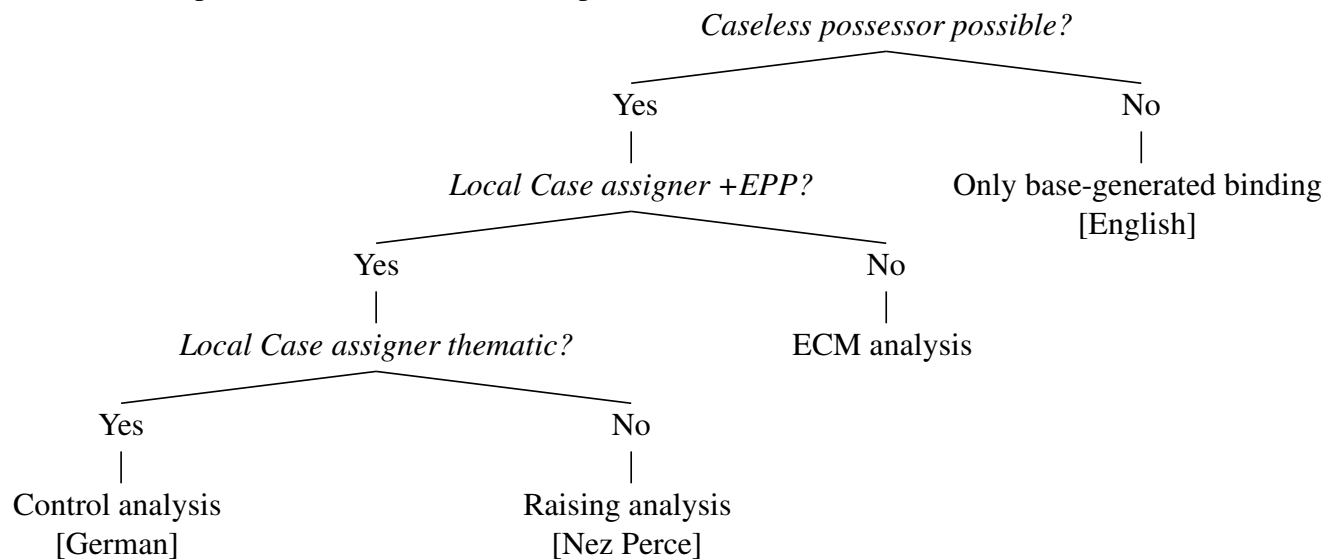 Caseless possessor possible?
Yes No
Local Case assigner +EPP? Only base-generated binding
[English]
Yes No
Local Case assigner thematic? ECM analysis
Yes No
Control analysis Raising analysis
[German] [Nez Perce]